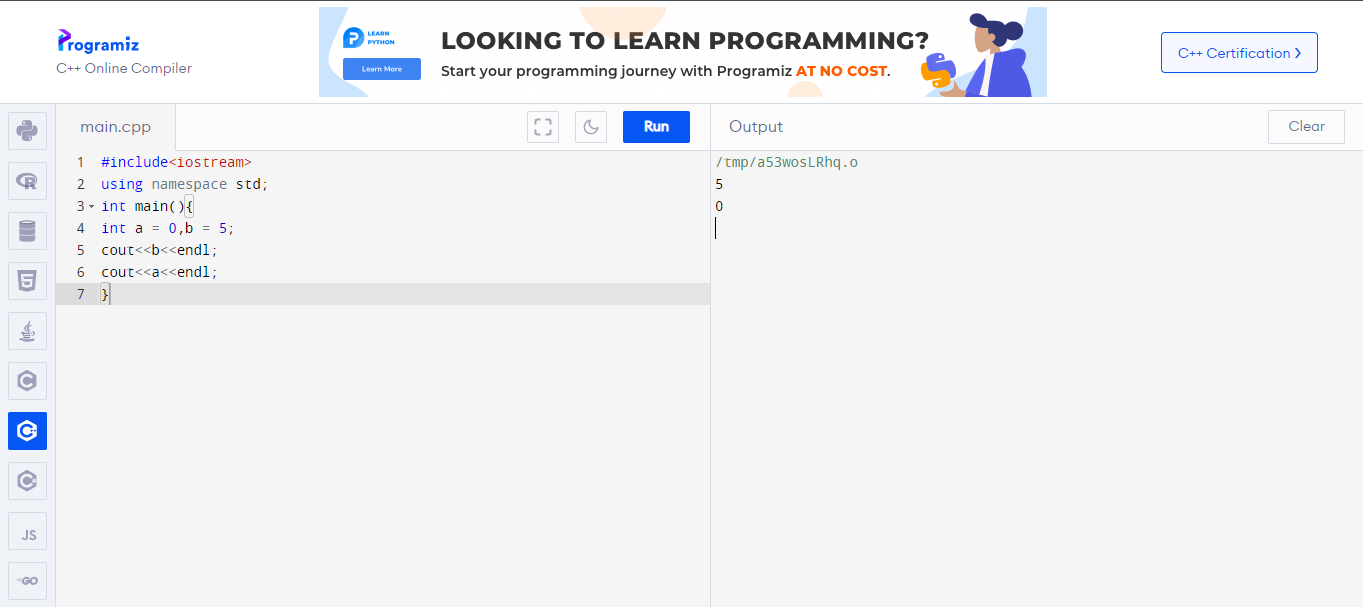 Programiz
C++ Online Compiler
LEARN
PYTHON
Learn More
LOOKING TO LEARN PROGRAMMING?
Start your programming journey with Programiz AT NO COST.
C++ Certification >
main.cpp
Run
Output
Clear
1 #include<iostream>
2 using namespace std;
3 int main(){
4 int a = 0,b = 5;
5 cout<<b<<endl;
6 cout<<a<<endl;
7 }
/tmp/a53wosLRhq.o
5
0
R
5
C
C
C
JS
GO